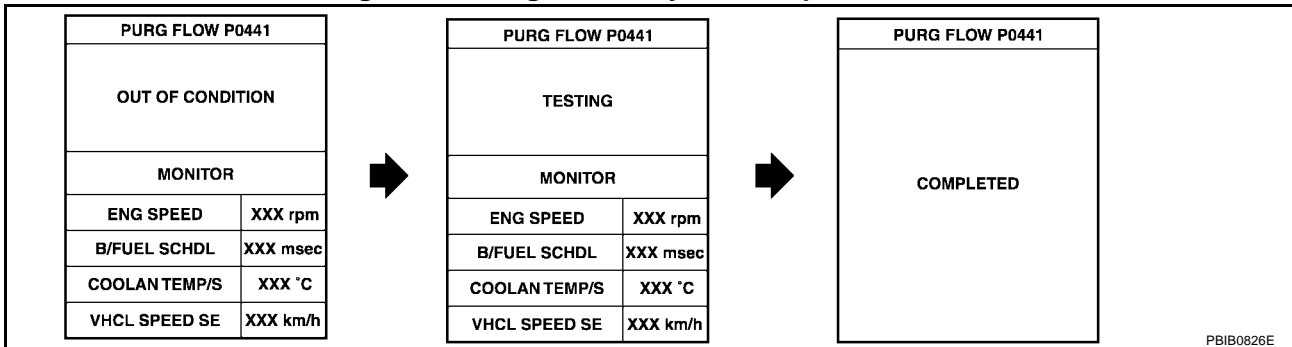 PURG FLOW P0441
OUT OF CONDITION
MONITOR
ENG SPEED XXX rpm
B/FUEL SCHDL XXX msec
COOLAN TEMP/S XXX °C
VHCL SPEED SE XXX km/h
PURG FLOW P0441
TESTING
MONITOR
ENG SPEED XXX rpm
B/FUEL SCHDL XXX msec
COOLAN TEMP/S XXX °C
VHCL SPEED SE XXX km/h
PURG FLOW P0441
COMPLETED
PBIB0826E